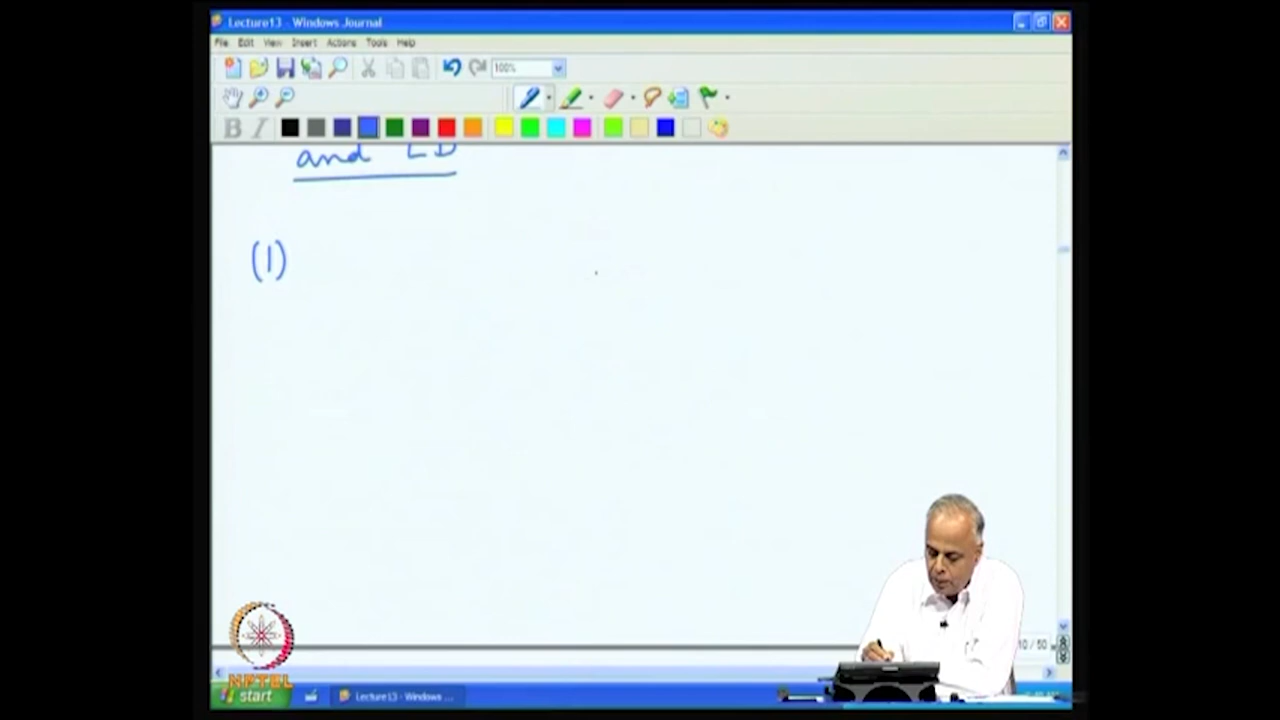 Lecture13 - Windows Journal
File Edit View Insert Actions Tools Help
100%
and LD
(1)
10 / 50
NPTEL
start
Lecture13 - Windows ...